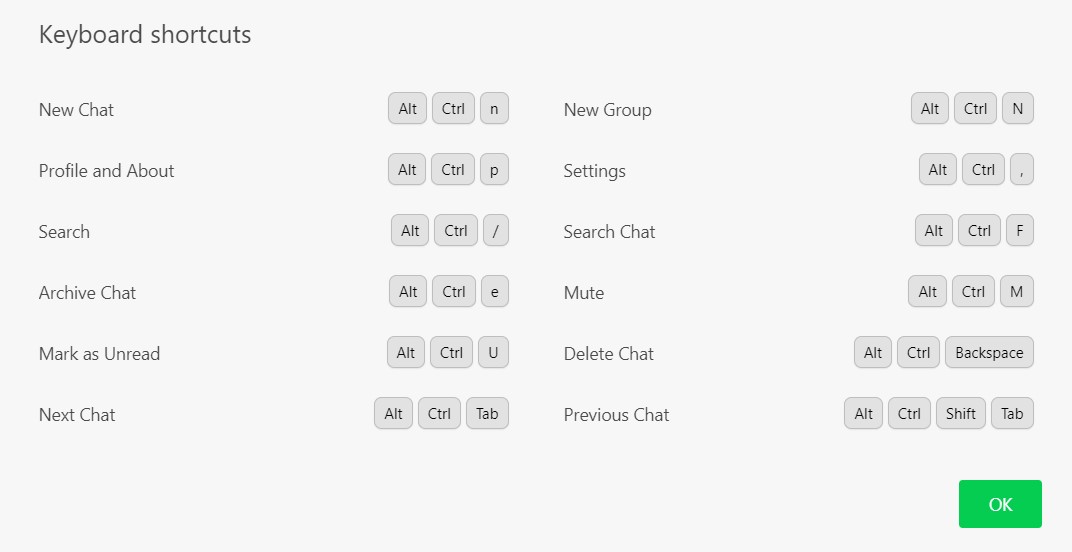 Keyboard shortcuts
New Chat Alt Ctrl n New Group Alt Ctrl N
Profile and About Alt Ctrl p Settings Alt Ctrl ,
Search Alt Ctrl / Search Chat Alt Ctrl F
Archive Chat Alt Ctrl e Mute Alt Ctrl M
Mark as Unread Alt Ctrl U Delete Chat Alt Ctrl Backspace
Next Chat Alt Ctrl Tab Previous Chat Alt Ctrl Shift Tab
OK